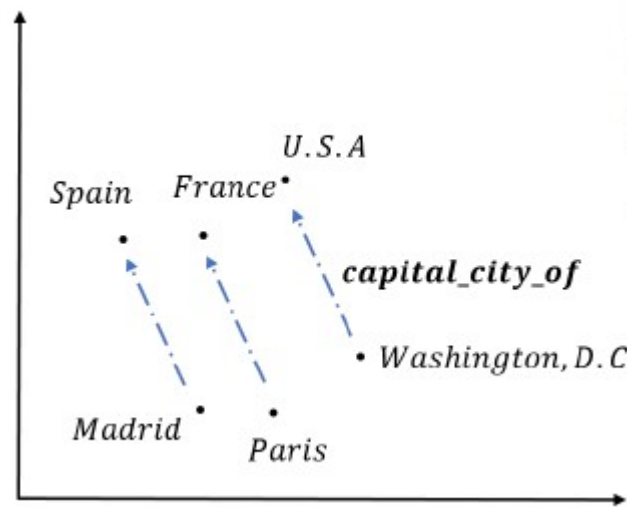 U.S.A
Spain
France
capital_city_of
Washington, D.C
Madrid
Paris